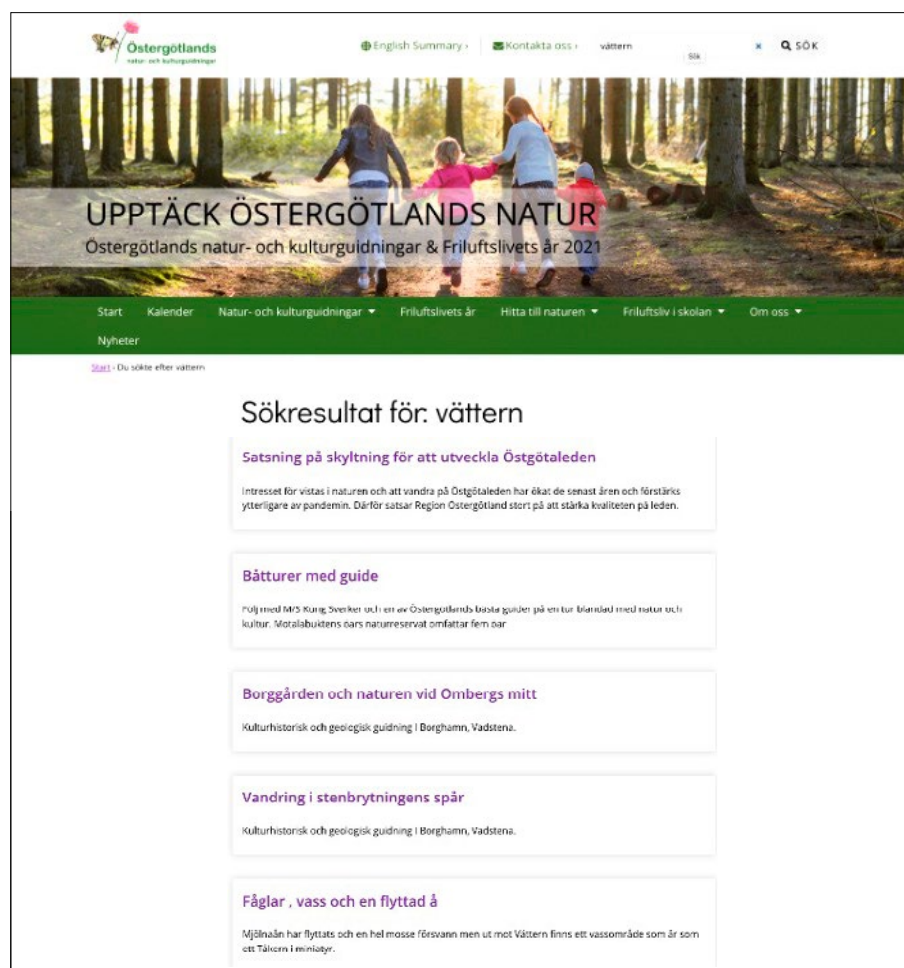 Östergötlands
natur- och kulturguidningar
English Summary ›
Kontakta oss ›
vättern
×
SÖK
Sök
UPPTÄCK ÖSTERGÖTLANDS NATUR
Östergötlands natur- och kulturguidningar & Friluftslivets år 2021
Start Kalender Natur- och kulturguidningar Friluftslivets år Hitta till naturen Friluftsliv i skolan Om oss
Nyheter
Start - Du sökte efter vättern
Sökresultat för: vättern
Satsning på skyltning för att utveckla Östgötaleden
Intresset för vistas i naturen och att vandra på Östgötaleden har ökat de senast åren och förstärks
ytterligare av pandemin. Därför satsar Region Östergötland stort på att stärka kvaliteten på leden.
Båtturer med guide
Följ med M/S Kung Sverker och en av Östergötlands bästa guider på en tur blandad med natur och
kultur. Motalabuktens öars naturreservat omfattar fem öar
Borggården och naturen vid Ombergs mitt
Kulturhistorisk och geologisk guidning i Borghamn, Vadstena.
Vandring i stenbrytningens spår
Kulturhistorisk och geologisk guidning i Borghamn, Vadstena.
Fåglar , vass och en flyttad å
Mjölnaån har flyttats och en hel mosse försvann men ut mot Vättern finns ett vassområde som är som
ett Tåkern i miniatyr.